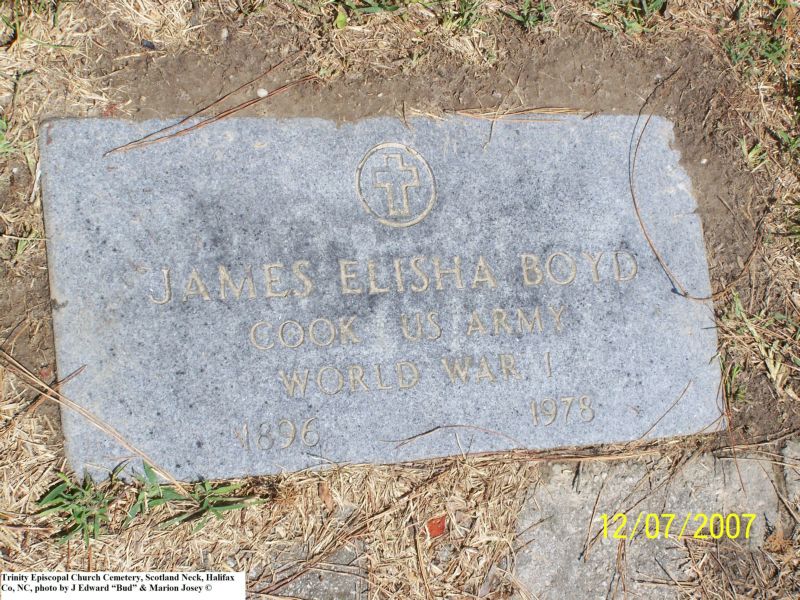 JAMES ELISHA BOYD
COOK US ARMY
WORLD WAR I
1896 1978
12/07/2007
Trinity Episcopal Church Cemetery, Scotland Neck, Halifax
Co, NC, photo by J Edward “Bud” & Marion Josey ©